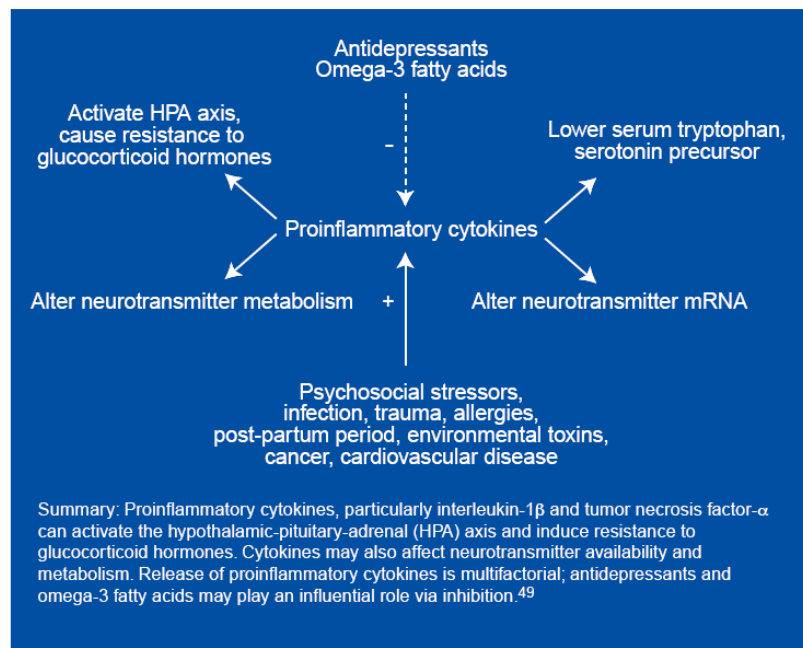 Antidepressants
Omega-3 fatty acids
Activate HPA axis,
cause resistance to
glucocorticoid hormones
-
Lower serum tryptophan,
serotonin precursor
Proinflammatory cytokines
Alter neurotransmitter metabolism
+
Alter neurotransmitter mRNA
Psychosocial stressors,
infection, trauma, allergies,
post-partum period, environmental toxins,
cancer, cardiovascular disease
Summary: Proinflammatory cytokines, particularly interleukin-1β and tumor necrosis factor-α
can activate the hypothalamic-pituitary-adrenal (HPA) axis and induce resistance to
glucocorticoid hormones. Cytokines may also affect neurotransmitter availability and
metabolism. Release of proinflammatory cytokines is multifactorial; antidepressants and
omega-3 fatty acids may play an influential role via inhibition.49